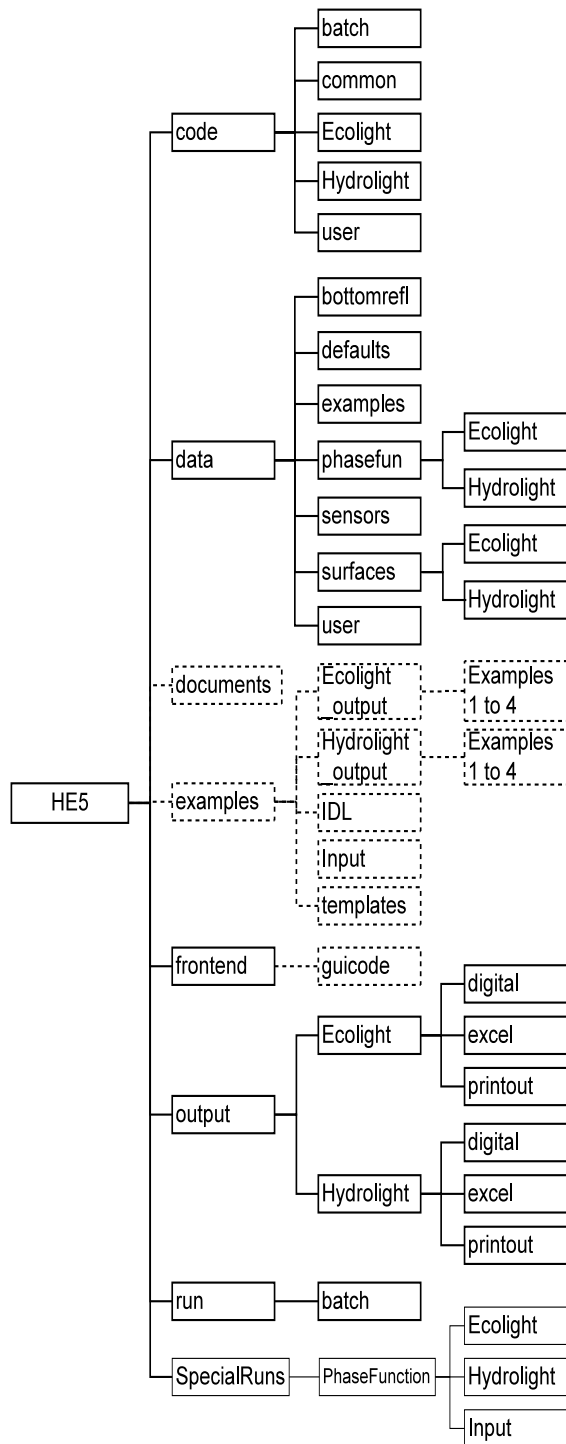 HE5
code
batch
common
Ecolight
Hydrolight
user
data
bottomrefl
defaults
examples
phasefun
Ecolight
Hydrolight
sensors
surfaces
Ecolight
Hydrolight
user
documents
examples
Ecolight
_output
Examples
1 to 4
Hydrolight
_output
Examples
1 to 4
IDL
Input
templates
frontend
guicode
output
Ecolight
digital
excel
printout
Hydrolight
digital
excel
printout
run
batch
SpecialRuns
PhaseFunction
Ecolight
Hydrolight
Input